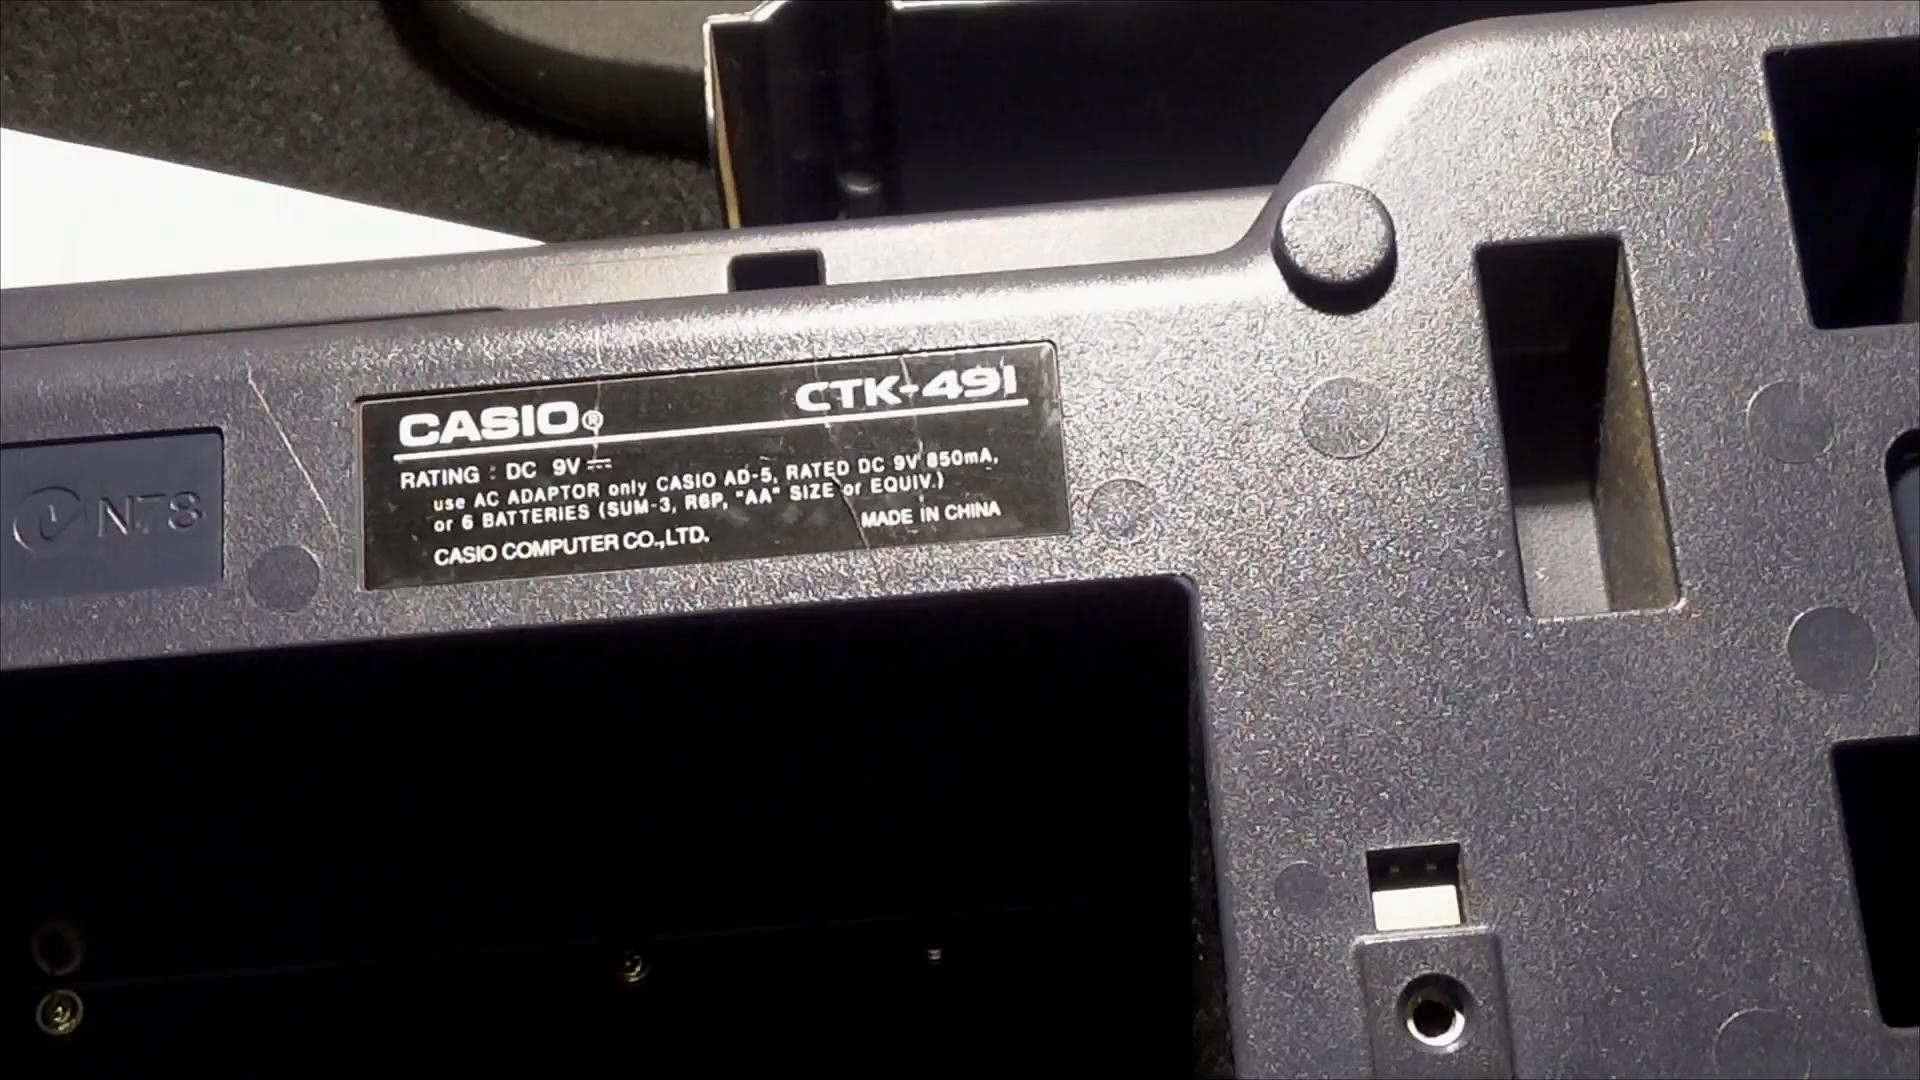 CASIO® CTK-491
RATING : DC 9V ⎓
use AC ADAPTOR only CASIO AD-5, RATED DC 9V 850mA,
or 6 BATTERIES (SUM-3, R6P, "AA" SIZE or EQUIV.)
CASIO COMPUTER CO.,LTD. MADE IN CHINA
N78